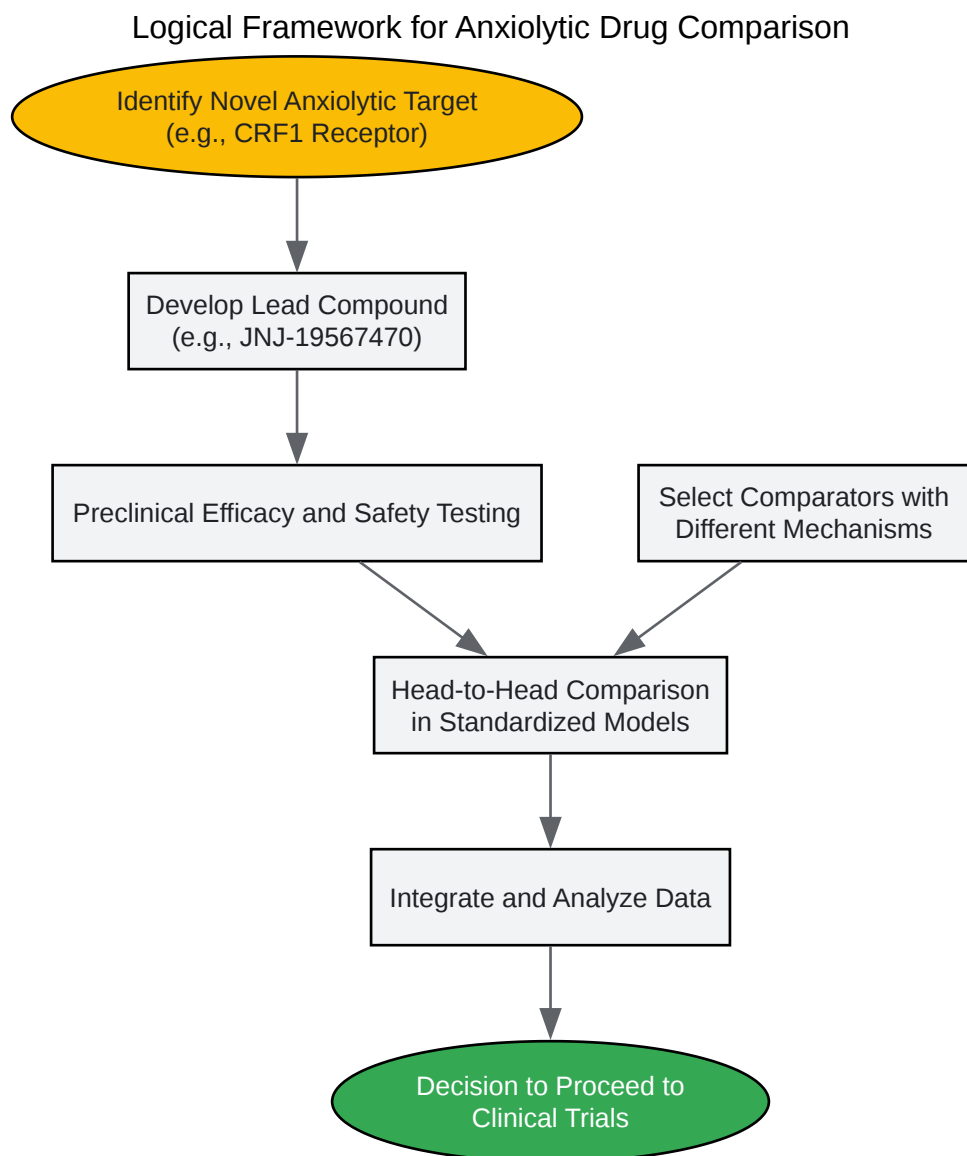 Logical Framework for Anxiolytic Drug Comparison
Identify Novel Anxiolytic Target
(e.g., CRF1 Receptor)
Develop Lead Compound
(e.g., JNJ-19567470)
Preclinical Efficacy and Safety Testing
Select Comparators with
Different Mechanisms
Head-to-Head Comparison
in Standardized Models
Integrate and Analyze Data
Decision to Proceed to
Clinical Trials